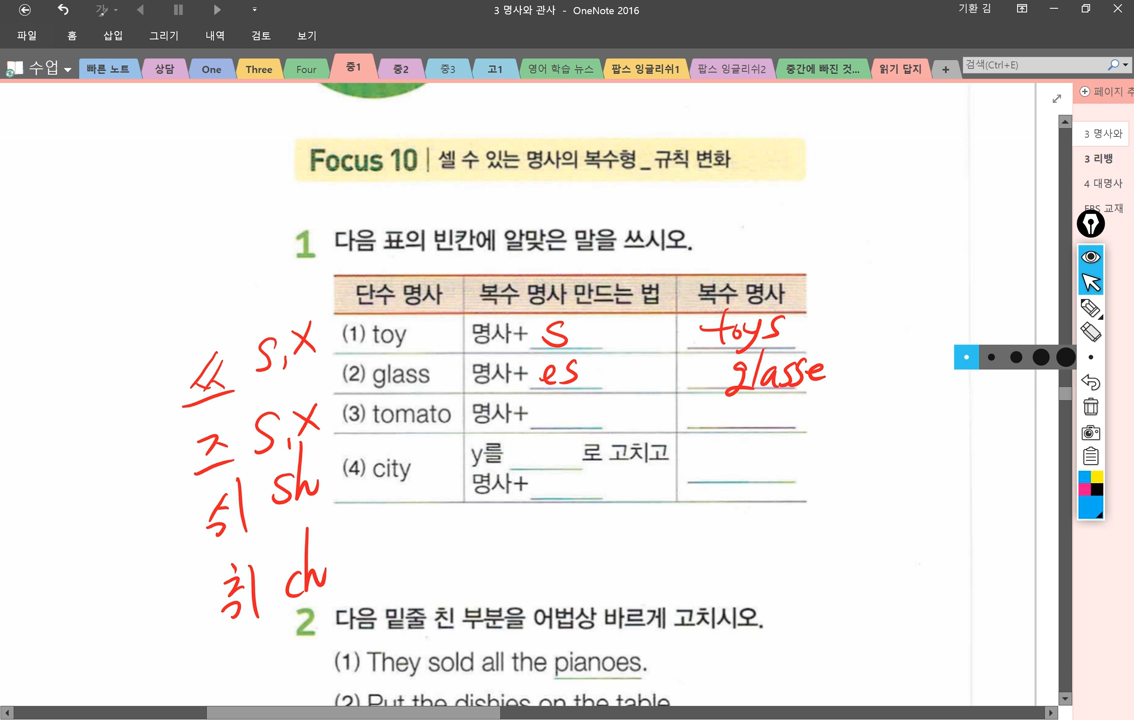 3 명사와 관사 - OneNote 2016
기환 김
파일 홈 삽입 그리기 내역 검토 보기
수업 빠른 노트 상담 One Three Four 중1 중2 중3 고1 영어 학습 뉴스 팝스 잉글리쉬1 팝스 잉글리쉬2 중간에 빠진 것... 읽기 답지 + 검색(Ctrl+E)
페이지 추
3 명사와
3 리뱅
4 대명사
EBS 교재
Focus 10 셀 수 있는 명사의 복수형_규칙 변화
1 다음 표의 빈칸에 알맞은 말을 쓰시오.
단수 명사 복수 명사 만드는 법 복수 명사
(1) toy 명사+ s toys
(2) glass 명사+ es glasse
(3) tomato 명사+
(4) city y를 로 고치고
명사+
쓰 s, x
즈 s, x
쉬 sh
취 ch
2 다음 밑줄 친 부분을 어법상 바르게 고치시오.
(1) They sold all the pianoes.
(2) Put the dishies on the table